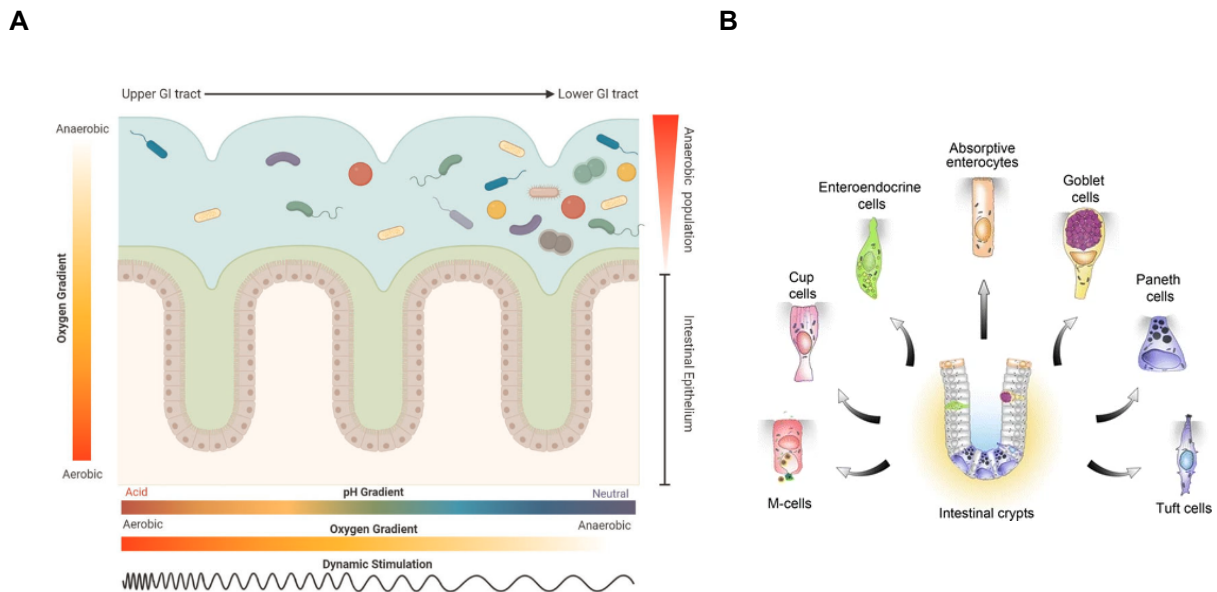 A
B
Upper GI tract
Lower GI tract
Anaerobic
Oxygen Gradient
Aerobic
Anaerobic population
Intestinal Epithelium
Acid
pH Gradient
Neutral
Aerobic
Oxygen Gradient
Anaerobic
Dynamic Stimulation
Absorptive
enterocytes
Enteroendocrine
cells
Goblet
cells
Cup
cells
Paneth
cells
M-cells
Intestinal crypts
Tuft cells